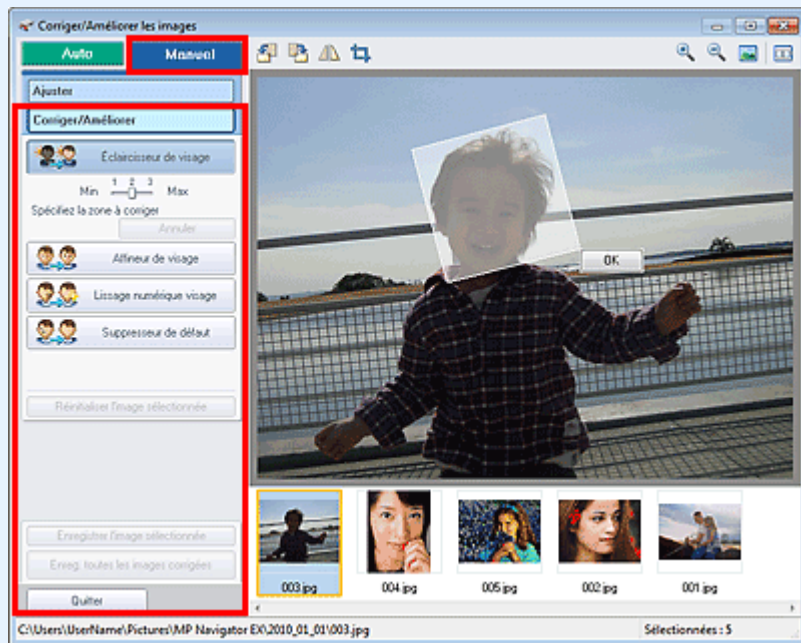 Corriger/Améliorer les images
Auto
Manual
Ajuster
Corriger/Améliorer
Éclaircisseur de visage
1 2 3
Min Max
Spécifiez la zone à corriger
Annuler
Affineur de visage
Lissage numérique visage
Suppresseur de défaut
Réinitialiser l'image sélectionnée
Enregistrer l'image sélectionnée
Enreg. toutes les images corrigées
Quitter
OK
003.jpg
004.jpg
005.jpg
002.jpg
001.jpg
C:\Users\UserName\Pictures\MP Navigator EX\2010_01_01\003.jpg
Sélectionnées : 5